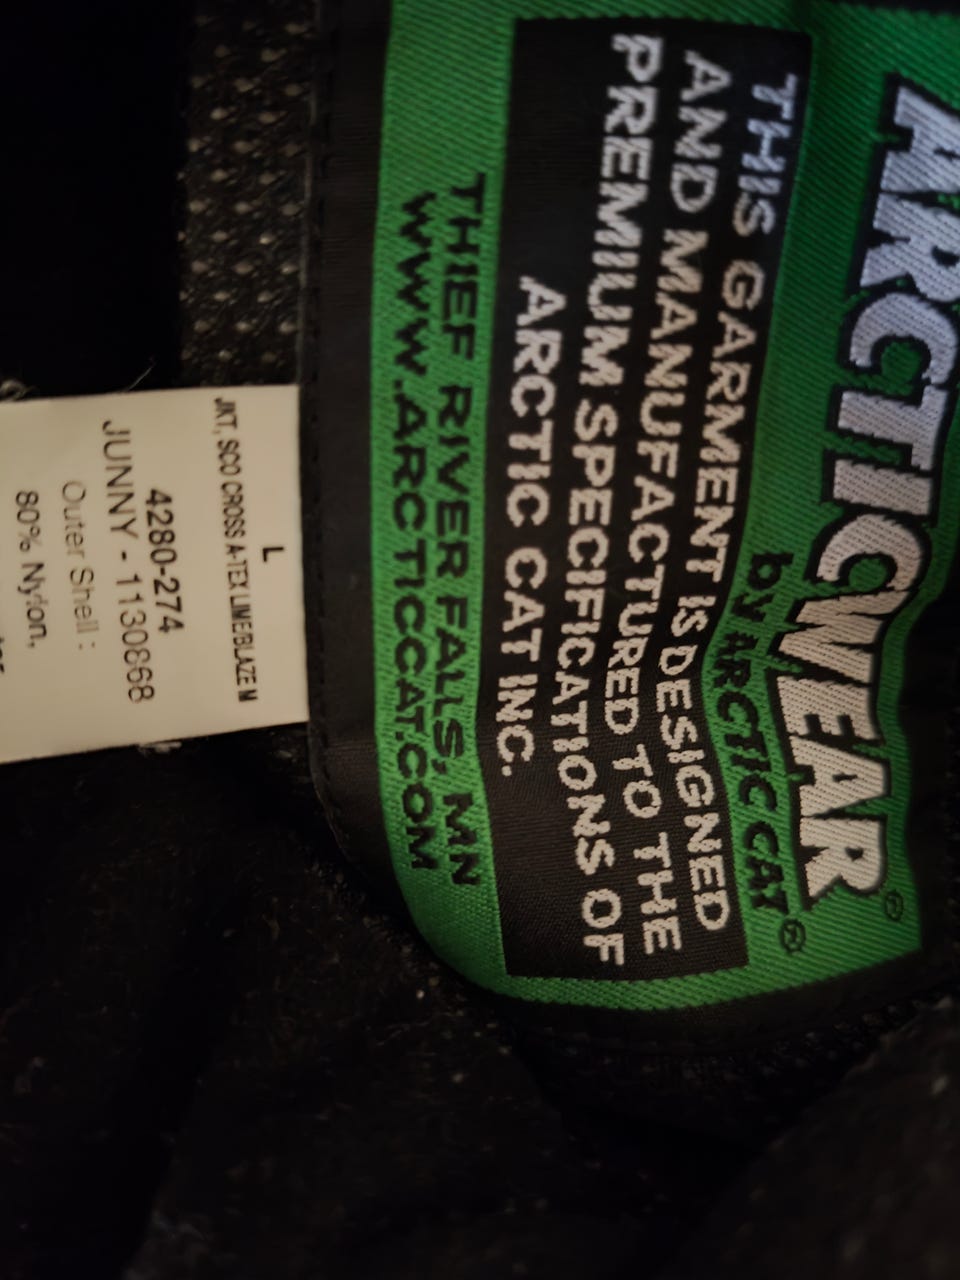 ARCTICWEAR®
by ARCTIC CAT®
THIS GARMENT IS DESIGNED
AND MANUFACTURED TO THE
PREMIUM SPECIFICATIONS OF
ARCTIC CAT INC.
THIEF RIVER FALLS, MN
WWW.ARCTICCAT.COM
L
JKT, SCO CROSS A-TEX LIME/BLAZE M
4280-274
JUNNY - 1130868
Outer Shell :
80% Nylon,